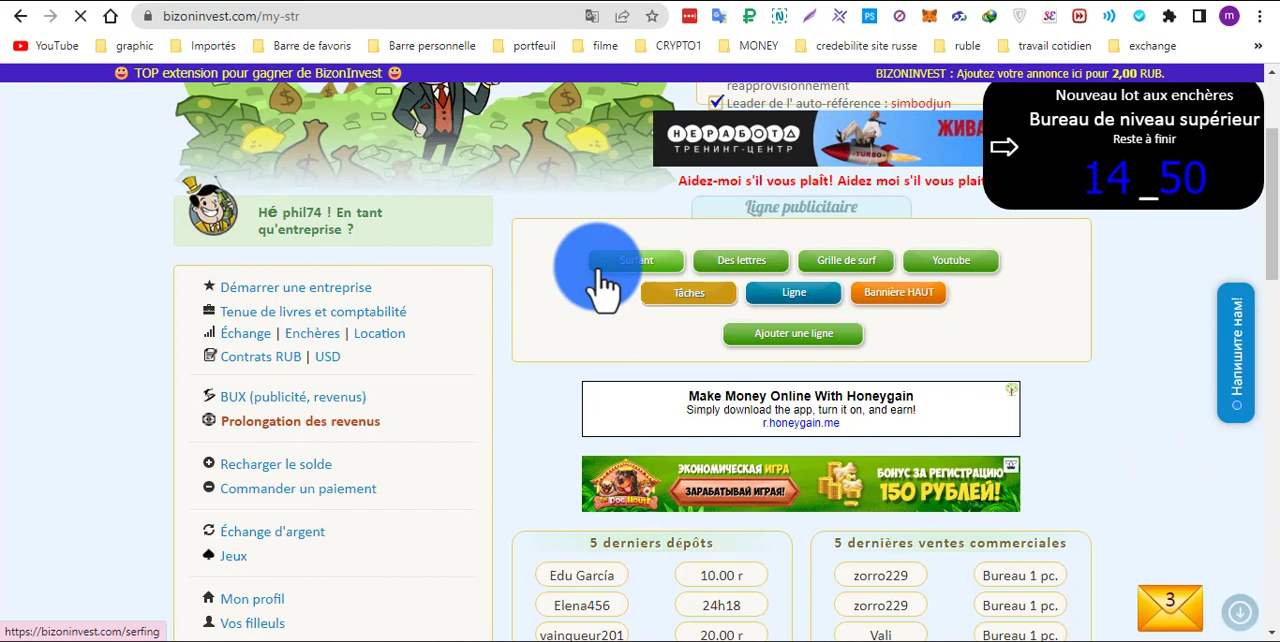 bizoninvest.com/my-str
YouTube
graphic
Importés
Barre de favoris
Barre personnelle
portfeuil
filme
CRYPTO1
MONEY
credebilite site russe
ruble
travail cotidien
exchange
»
TOP extension pour gagner de BizonInvest
BIZONINVEST : Ajoutez votre annonce ici pour 2,00 RUB.
réapprovisionnement
Leader de l' auto-référence : simbodjun
Nouveau lot aux enchères
Bureau de niveau supérieur
Reste à finir
14 _50
НЕРАБОТА
ТРЕНИНГ-ЦЕНТР
TURBO
ЖИВА
Aidez-moi s'il vous plaît! Aidez moi s'il vous plaît
Hé phil74 ! En tant
qu'entreprise ?
Ligne publicitaire
Surfant
Des lettres
Grille de surf
Youtube
Tâches
Ligne
Bannière HAUT
Ajouter une ligne
Démarrer une entreprise
Tenue de livres et comptabilité
Échange | Enchères | Location
Contrats RUB | USD
BUX (publicité, revenus)
Prolongation des revenus
Recharger le solde
Commander un paiement
Échange d'argent
Jeux
Mon profil
Vos filleuls
Make Money Online With Honeygain
Simply download the app, turn it on, and earn!
r.honeygain.me
THE DOG HOUSE
ЭКОНОМИЧЕСКАЯ ИГРА
ЗАРАБАТЫВАЙ ИГРАЯ!
БОНУС ЗА РЕГИСТРАЦИЮ
150 РУБЛЕЙ!
5 derniers dépôts
Edu García
10.00 r
Elena456
24h18
vainqueur201
20.00 r
5 dernières ventes commerciales
zorro229
Bureau 1 pc.
zorro229
Bureau 1 pc.
Vali
Bureau 1 pc.
Напишите нам!
3
https://bizoninvest.com/serfing